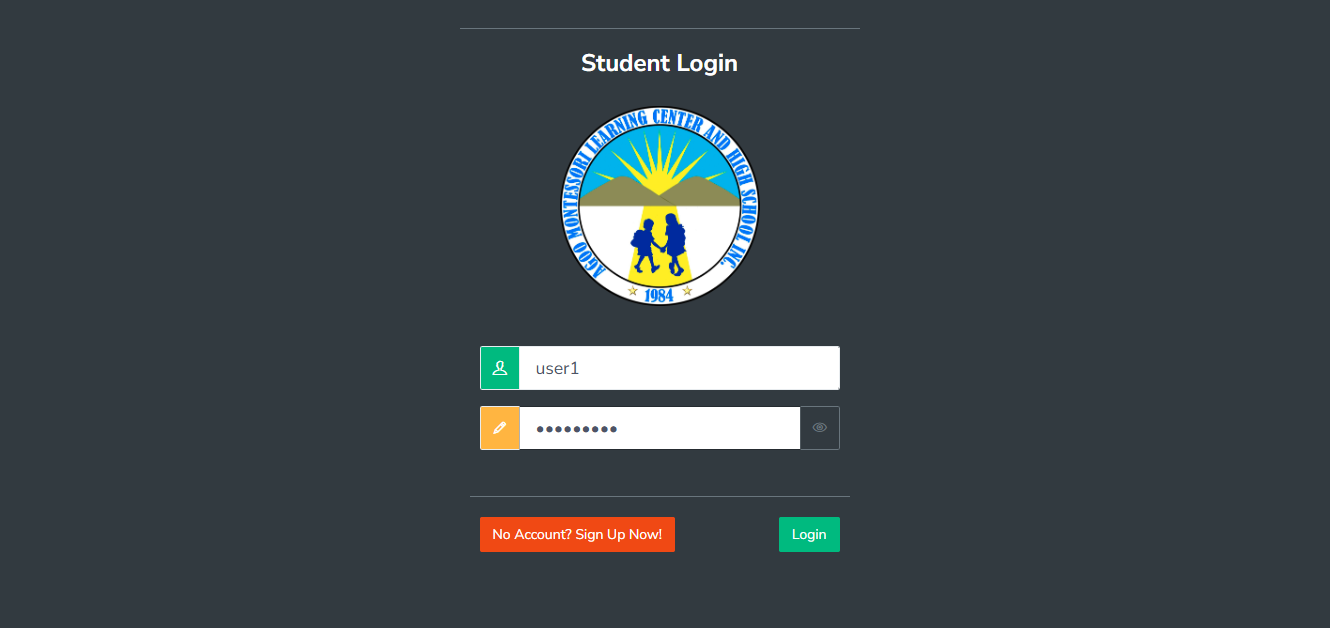 Student Login
AGOO MONTESSORI LEARNING CENTER AND HIGH SCHOOL, INC.
1984
user1
•••••••••
No Account? Sign Up Now!
Login